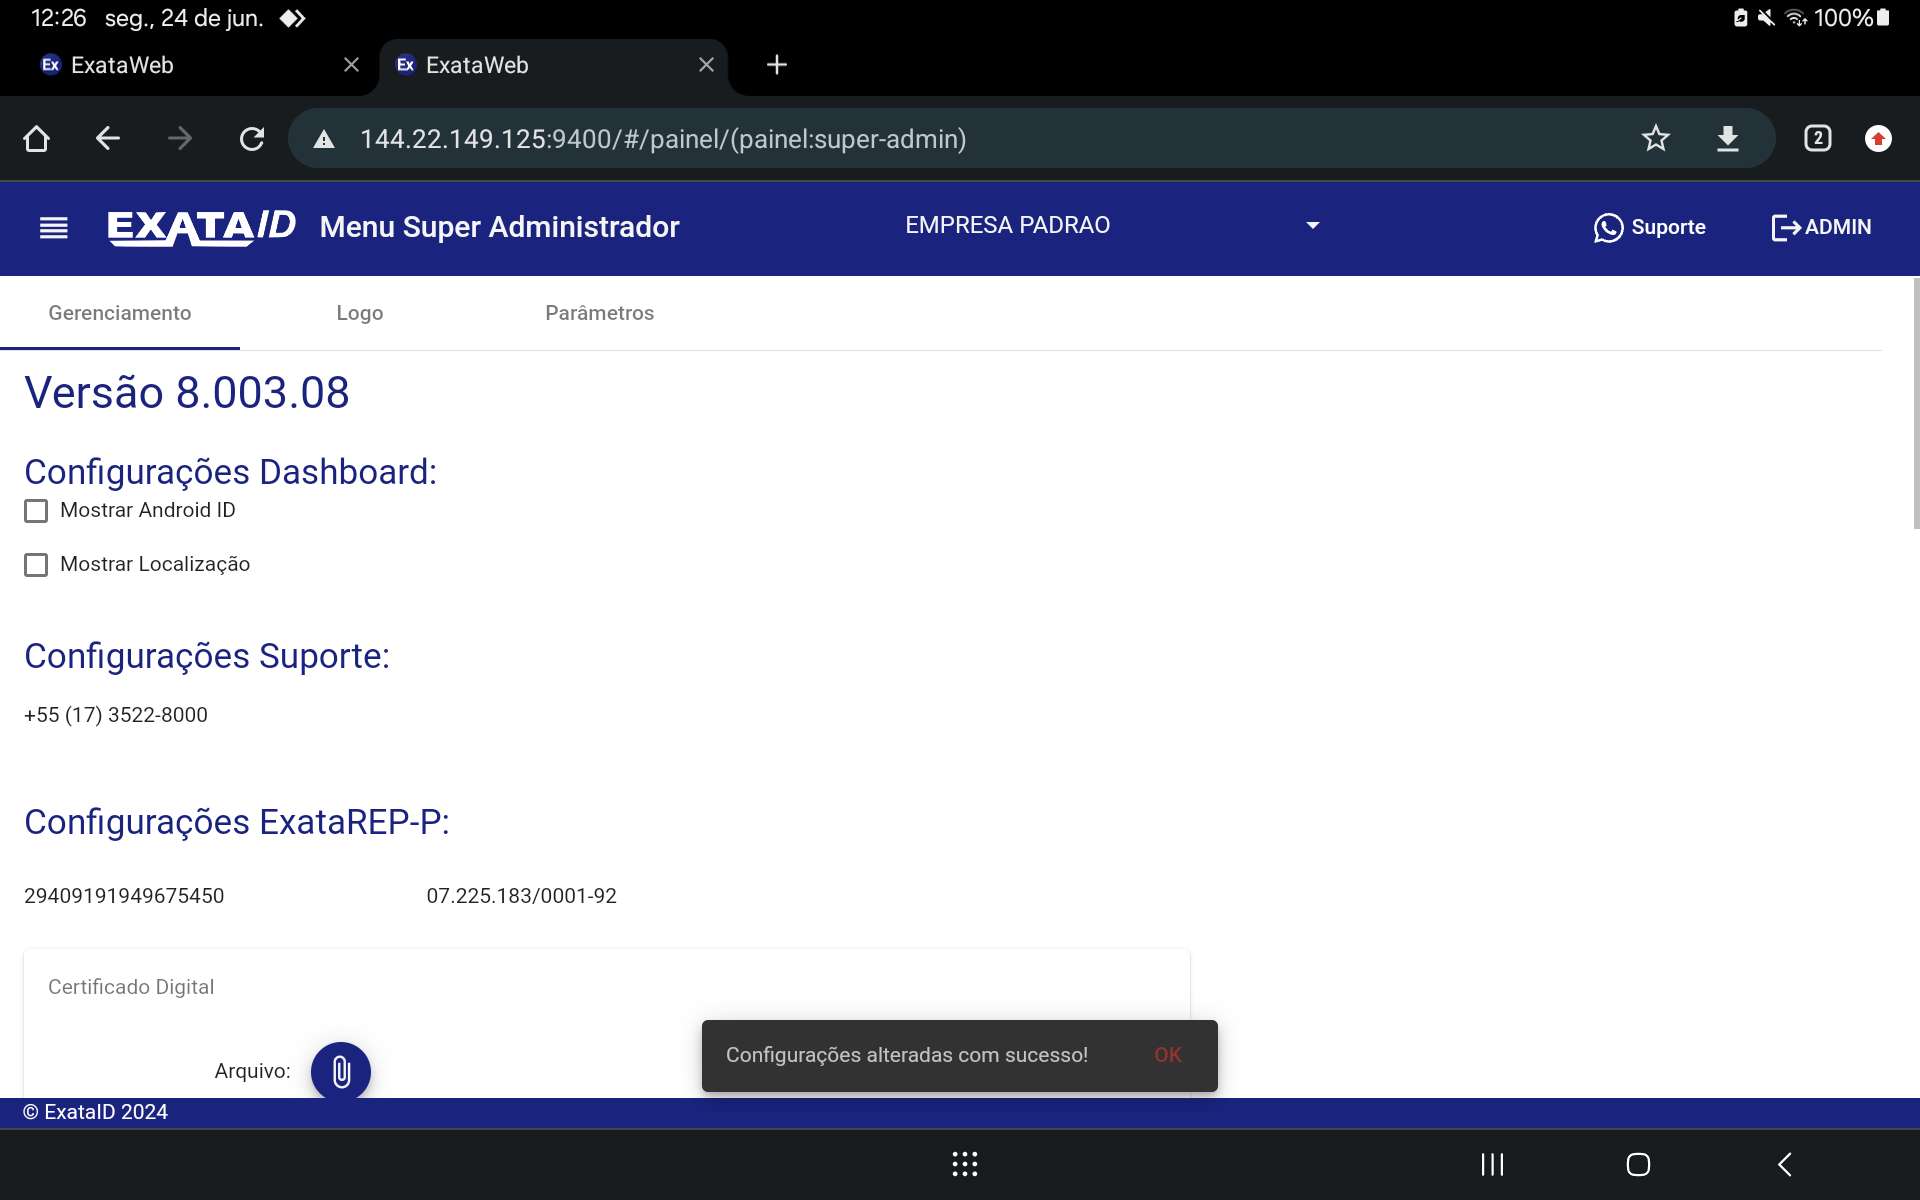 12:26 seg., 24 de jun. 100%
Ex ExataWeb Ex ExataWeb
144.22.149.125:9400/#/painel/(painel:super-admin) 2
EXATAID Menu Super Administrador EMPRESA PADRAO Suporte ADMIN
Gerenciamento Logo Parâmetros
Versão 8.003.08
Configurações Dashboard:
Mostrar Android ID
Mostrar Localização
Configurações Suporte:
+55 (17) 3522-8000
Configurações ExataREP-P:
29409191949675450 07.225.183/0001-92
Certificado Digital
Configurações alteradas com sucesso! OK
Arquivo:
© ExataID 2024